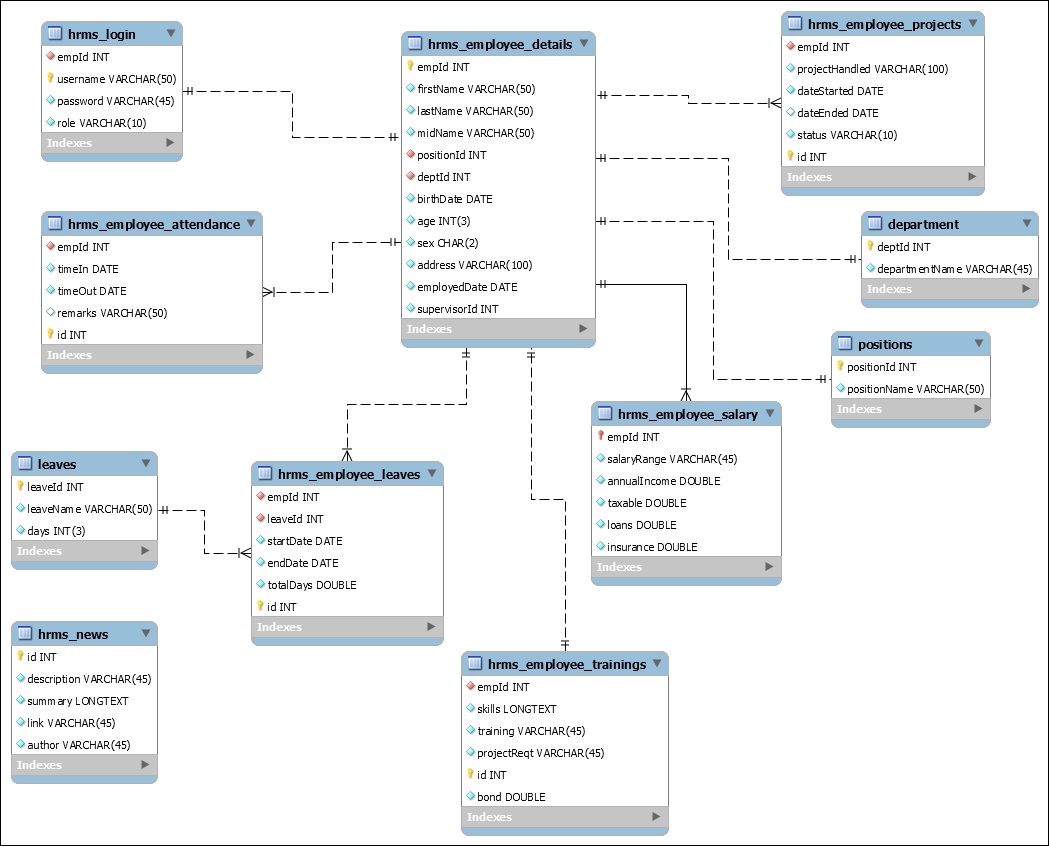 hrms_login
empId INT
username VARCHAR(50)
password VARCHAR(45)
role VARCHAR(10)
Indexes
hrms_employee_details
empId INT
firstName VARCHAR(50)
lastName VARCHAR(50)
midName VARCHAR(50)
positionId INT
deptId INT
birthDate DATE
age INT(3)
sex CHAR(2)
address VARCHAR(100)
employedDate DATE
supervisorId INT
Indexes
hrms_employee_projects
empId INT
projectHandled VARCHAR(100)
dateStarted DATE
dateEnded DATE
status VARCHAR(10)
id INT
Indexes
hrms_employee_attendance
empId INT
timeIn DATE
timeOut DATE
remarks VARCHAR(50)
id INT
Indexes
department
deptId INT
departmentName VARCHAR(45)
Indexes
positions
positionId INT
positionName VARCHAR(50)
Indexes
hrms_employee_salary
empId INT
salaryRange VARCHAR(45)
annualIncome DOUBLE
taxable DOUBLE
loans DOUBLE
insurance DOUBLE
Indexes
leaves
leaveId INT
leaveName VARCHAR(50)
days INT(3)
Indexes
hrms_employee_leaves
empId INT
leaveId INT
startDate DATE
endDate DATE
totalDays DOUBLE
id INT
Indexes
hrms_news
id INT
description VARCHAR(45)
summary LONGTEXT
link VARCHAR(45)
author VARCHAR(45)
Indexes
hrms_employee_trainings
empId INT
skills LONGTEXT
training VARCHAR(45)
projectReqt VARCHAR(45)
id INT
bond DOUBLE
Indexes